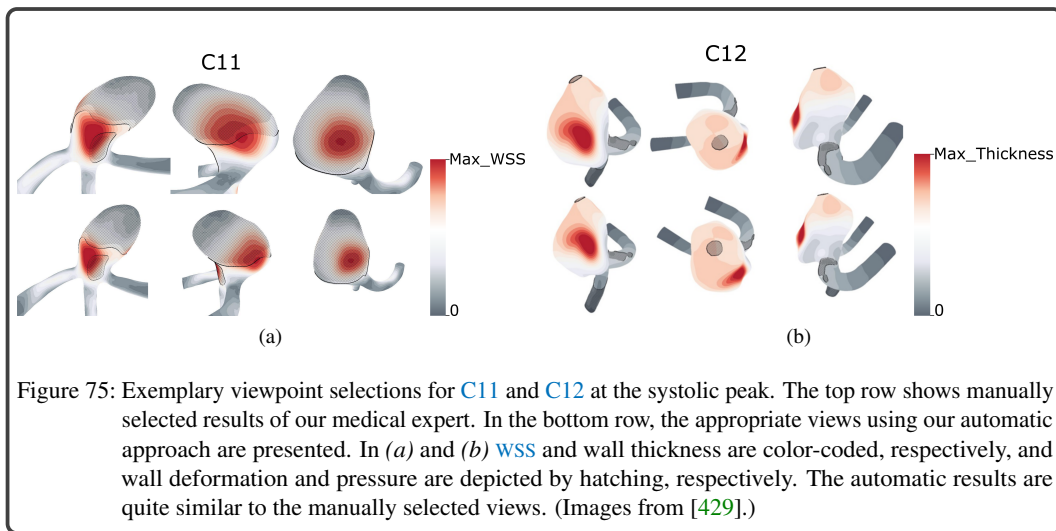 C11
C12
Max_WSS
Max_Thickness
0
0
(a)
(b)
Figure 75: Exemplary viewpoint selections for C11 and C12 at the systolic peak. The top row shows manually
selected results of our medical expert. In the bottom row, the appropriate views using our automatic
approach are presented. In (a) and (b) WSS and wall thickness are color-coded, respectively, and
wall deformation and pressure are depicted by hatching, respectively. The automatic results are
quite similar to the manually selected views. (Images from [429].)